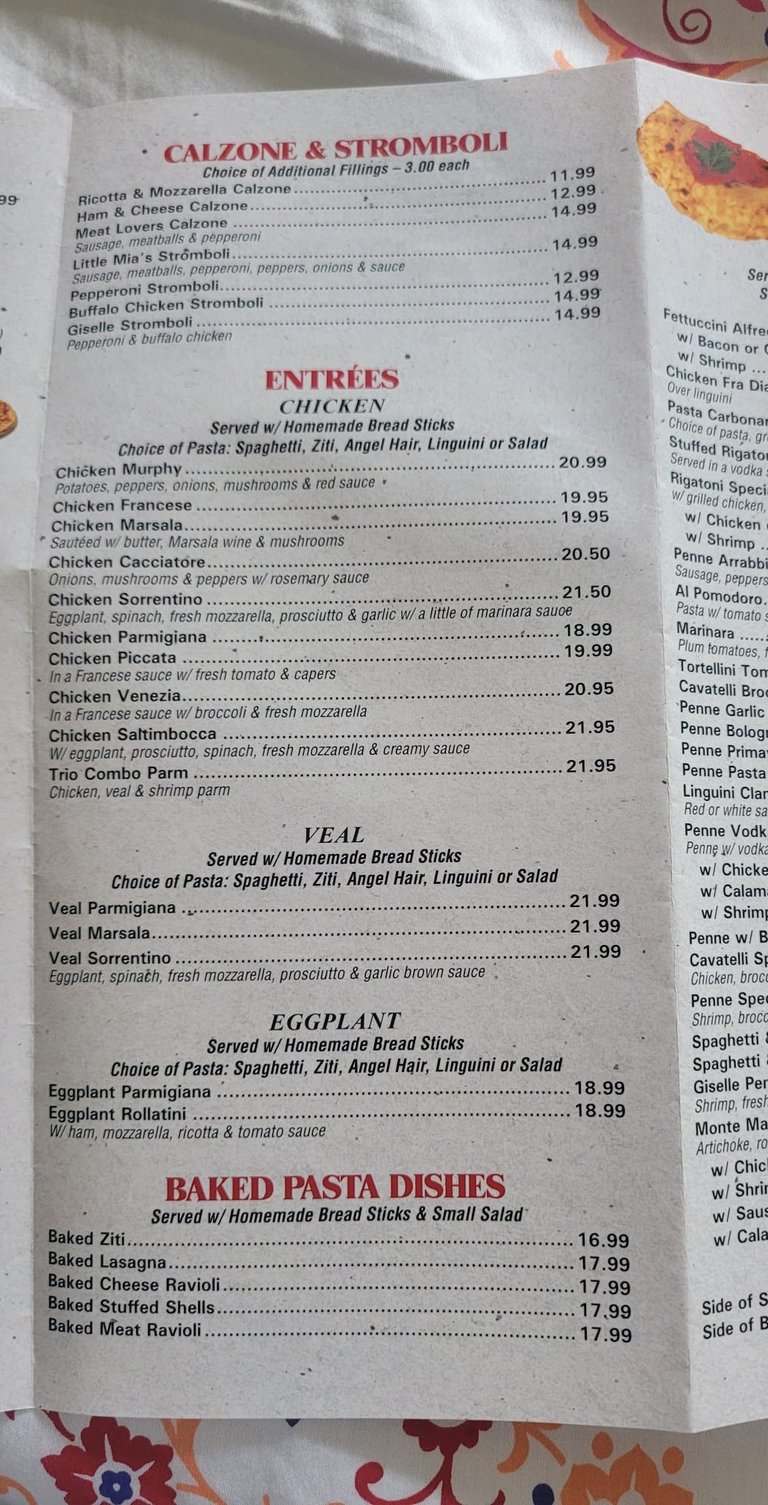 99
CALZONE & STROMBOLI
Choice of Additional Fillings – 3.00 each
Ricotta & Mozzarella Calzone 11.99
Ham & Cheese Calzone 12.99
Meat Lovers Calzone 14.99
Sausage, meatballs & pepperoni
Little Mia's Stromboli 14.99
Sausage, meatballs, pepperoni, peppers, onions & sauce
Pepperoni Stromboli 12.99
Buffalo Chicken Stromboli 14.99
Giselle Stromboli 14.99
Pepperoni & buffalo chicken
ENTRÉES
CHICKEN
Served w/ Homemade Bread Sticks
Choice of Pasta: Spaghetti, Ziti, Angel Hair, Linguini or Salad
Chicken Murphy 20.99
Potatoes, peppers, onions, mushrooms & red sauce
Chicken Francese 19.95
Chicken Marsala 19.95
Sautéed w/ butter, Marsala wine & mushrooms
Chicken Cacciatore 20.50
Onions, mushrooms & peppers w/ rosemary sauce
Chicken Sorrentino 21.50
Eggplant, spinach, fresh mozzarella, prosciutto & garlic w/ a little of marinara sauce
Chicken Parmigiana 18.99
Chicken Piccata 19.99
In a Francese sauce w/ fresh tomato & capers
Chicken Venezia 20.95
In a Francese sauce w/ broccoli & fresh mozzarella
Chicken Saltimbocca 21.95
W/ eggplant, prosciutto, spinach, fresh mozzarella & creamy sauce
Trio Combo Parm 21.95
Chicken, veal & shrimp parm
VEAL
Served w/ Homemade Bread Sticks
Choice of Pasta: Spaghetti, Ziti, Angel Hair, Linguini or Salad
Veal Parmigiana 21.99
Veal Marsala 21.99
Veal Sorrentino 21.99
Eggplant, spinach, fresh mozzarella, prosciutto & garlic brown sauce
EGGPLANT
Served w/ Homemade Bread Sticks
Choice of Pasta: Spaghetti, Ziti, Angel Hair, Linguini or Salad
Eggplant Parmigiana 18.99
Eggplant Rollatini 18.99
W/ ham, mozzarella, ricotta & tomato sauce
BAKED PASTA DISHES
Served w/ Homemade Bread Sticks & Small Salad
Baked Ziti 16.99
Baked Lasagna 17.99
Baked Cheese Ravioli 17.99
Baked Stuffed Shells 17.99
Baked Meat Ravioli 17.99
Ser
S
Fettuccini Alfre
w/ Bacon or
w/ Shrimp
Chicken Fra Dia
Over linguini
Pasta Carbonar
Choice of pasta, gr
Stuffed Rigato
Served in a vodka
Rigatoni Speci
w/ grilled chicken,
w/ Chicken
w/ Shrimp
Penne Arrabbi
Sausage, peppers
Al Pomodoro
Pasta w/ tomato s
Marinara
Plum tomatoes, f
Tortellini Tom
Cavatelli Broc
Penne Garlic
Penne Bologn
Penne Primav
Penne Pasta
Linguini Clam
Red or white sa
Penne Vodk
Penne w/ vodka
w/ Chicke
w/ Calama
w/ Shrimp
Penne w/ B
Cavatelli Sp
Chicken, brocc
Penne Spec
Shrimp, brocc
Spaghetti &
Spaghetti &
Giselle Pen
Shrimp, fresh
Monte Ma
Artichoke, ro
w/ Chic
w/ Shrim
w/ Saus
w/ Cala
Side of S
Side of B